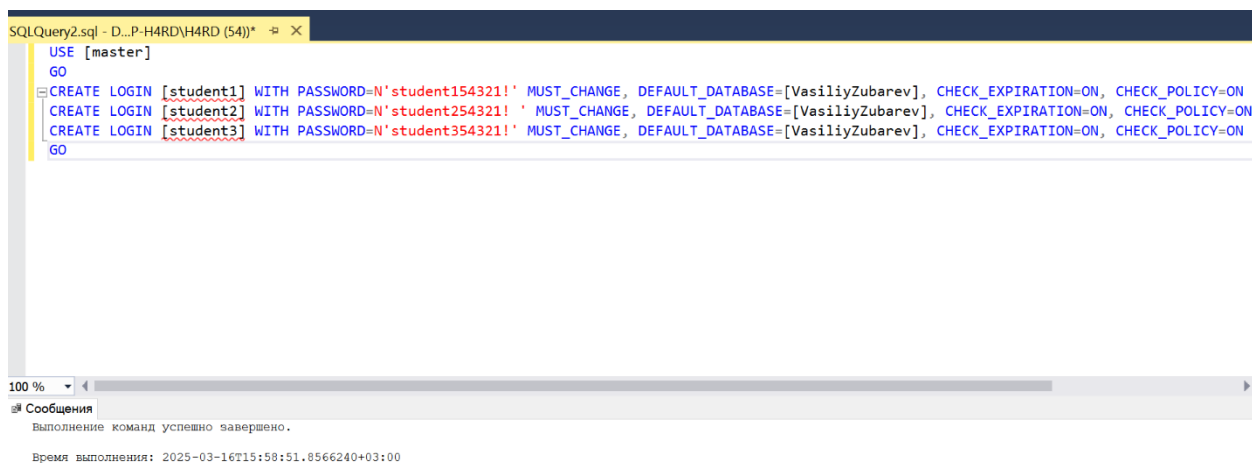 SQLQuery2.sql - D...P-H4RD\H4RD (54))*
USE [master]
GO
CREATE LOGIN [student1] WITH PASSWORD=N'student154321!' MUST_CHANGE, DEFAULT_DATABASE=[VasiliyZubarev], CHECK_EXPIRATION=ON, CHECK_POLICY=ON
CREATE LOGIN [student2] WITH PASSWORD=N'student254321! ' MUST_CHANGE, DEFAULT_DATABASE=[VasiliyZubarev], CHECK_EXPIRATION=ON, CHECK_POLICY=ON
CREATE LOGIN [student3] WITH PASSWORD=N'student354321!' MUST_CHANGE, DEFAULT_DATABASE=[VasiliyZubarev], CHECK_EXPIRATION=ON, CHECK_POLICY=ON
GO
100 %
Сообщения
Выполнение команд успешно завершено.
Время выполнения: 2025-03-16T15:58:51.8566240+03:00